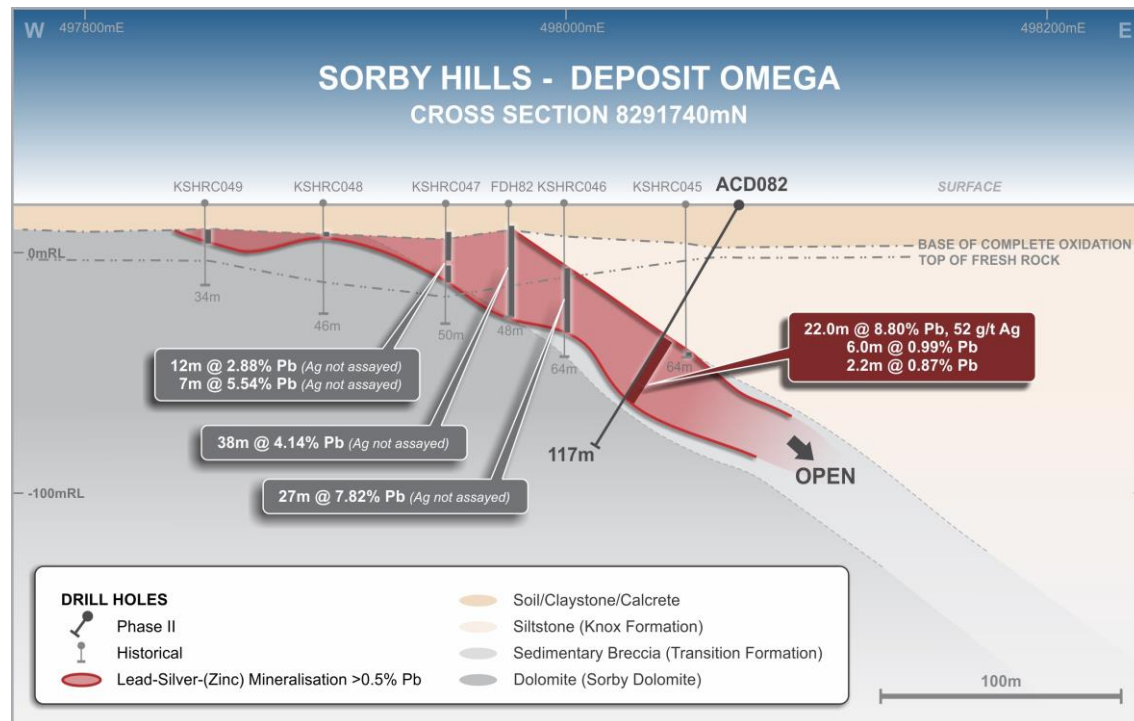 W 497800mE 498000mE 498200mE E
SORBY HILLS - DEPOSIT OMEGA
CROSS SECTION 8291740mN
KSHRC049 KSHRC048 KSHRC047 FDH82 KSHRC046 KSHRC045 ACD082 SURFACE
0mRL
BASE OF COMPLETE OXIDATION
TOP OF FRESH ROCK
34m
46m
50m
48m
64m
64m
22.0m @ 8.80% Pb, 52 g/t Ag
6.0m @ 0.99% Pb
2.2m @ 0.87% Pb
12m @ 2.88% Pb (Ag not assayed)
7m @ 5.54% Pb (Ag not assayed)
38m @ 4.14% Pb (Ag not assayed)
117m
OPEN
27m @ 7.82% Pb (Ag not assayed)
-100mRL
DRILL HOLES
Phase II
Historical
Lead-Silver-(Zinc) Mineralisation >0.5% Pb
Soil/Claystone/Calcrete
Siltstone (Knox Formation)
Sedimentary Breccia (Transition Formation)
Dolomite (Sorby Dolomite)
100m